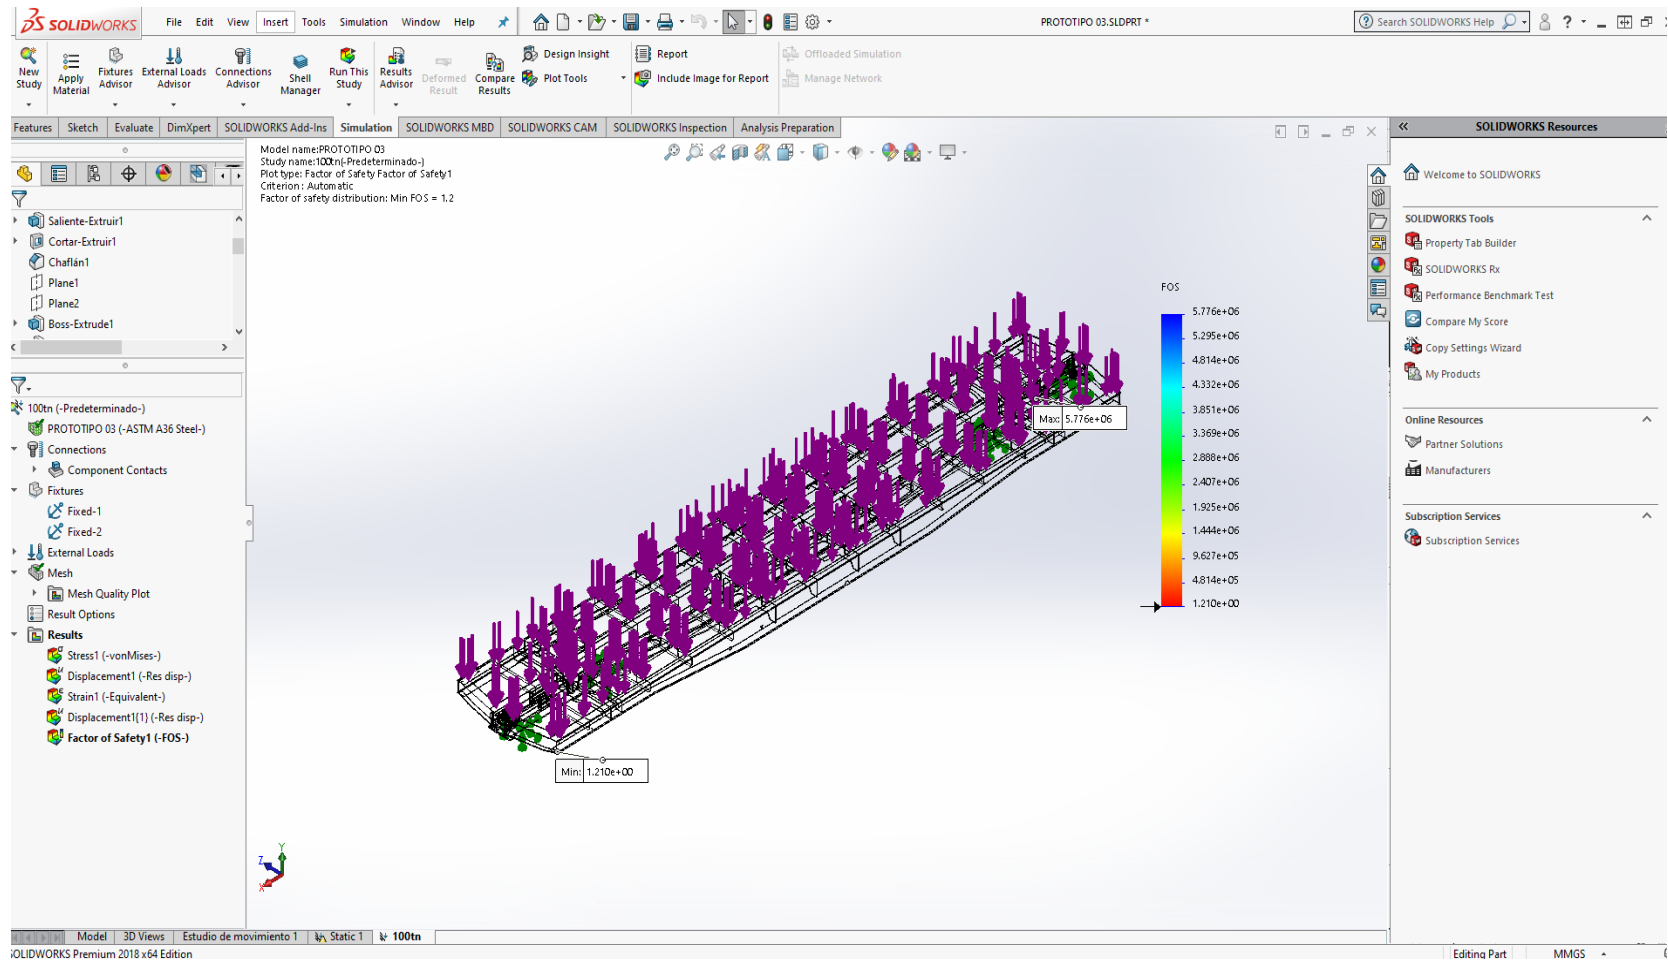 SOLIDWORKS
File Edit View Insert Tools Simulation Window Help
PROTOTIPO 03.SLDPRT *
Search SOLIDWORKS Help
New Study
Apply Material
Fixtures Advisor
External Loads Advisor
Connections Advisor
Shell Manager
Run This Study
Results Advisor
Deformed Result
Compare Results
Design Insight
Plot Tools
Report
Include Image for Report
Offloaded Simulation
Manage Network
Features Sketch Evaluate DimXpert SOLIDWORKS Add-Ins Simulation SOLIDWORKS MBD SOLIDWORKS CAM SOLIDWORKS Inspection Analysis Preparation
Saliente-Extruir1
Cortar-Extruir1
Chaflán1
Plane1
Plane2
Boss-Extrude1
100tn (-Predeterminado-)
PROTOTIPO 03 (-ASTM A36 Steel-)
Connections
Component Contacts
Fixtures
Fixed-1
Fixed-2
External Loads
Mesh
Mesh Quality Plot
Result Options
Results
Stress1 (-vonMises-)
Displacement1 (-Res disp-)
Strain1 (-Equivalent-)
Displacement1{1} (-Res disp-)
Factor of Safety1 (-FOS-)
Model name:PROTOTIPO 03
Study name:100tn(-Predeterminado-)
Plot type: Factor of Safety Factor of Safety1
Criterion : Automatic
Factor of safety distribution: Min FOS = 1.2
Max: 5.776e+06
Min: 1.210e+00
FOS
5.776e+06
5.295e+06
4.814e+06
4.332e+06
3.851e+06
3.369e+06
2.888e+06
2.407e+06
1.925e+06
1.444e+06
9.627e+05
4.814e+05
1.210e+00
Y
Z
X
SOLIDWORKS Resources
Welcome to SOLIDWORKS
SOLIDWORKS Tools
Property Tab Builder
SOLIDWORKS Rx
Performance Benchmark Test
Compare My Score
Copy Settings Wizard
My Products
Online Resources
Partner Solutions
Manufacturers
Subscription Services
Subscription Services
Model 3D Views Estudio de movimiento 1 Static 1 100tn
SOLIDWORKS Premium 2018 x64 Edition
Editing Part MMGS